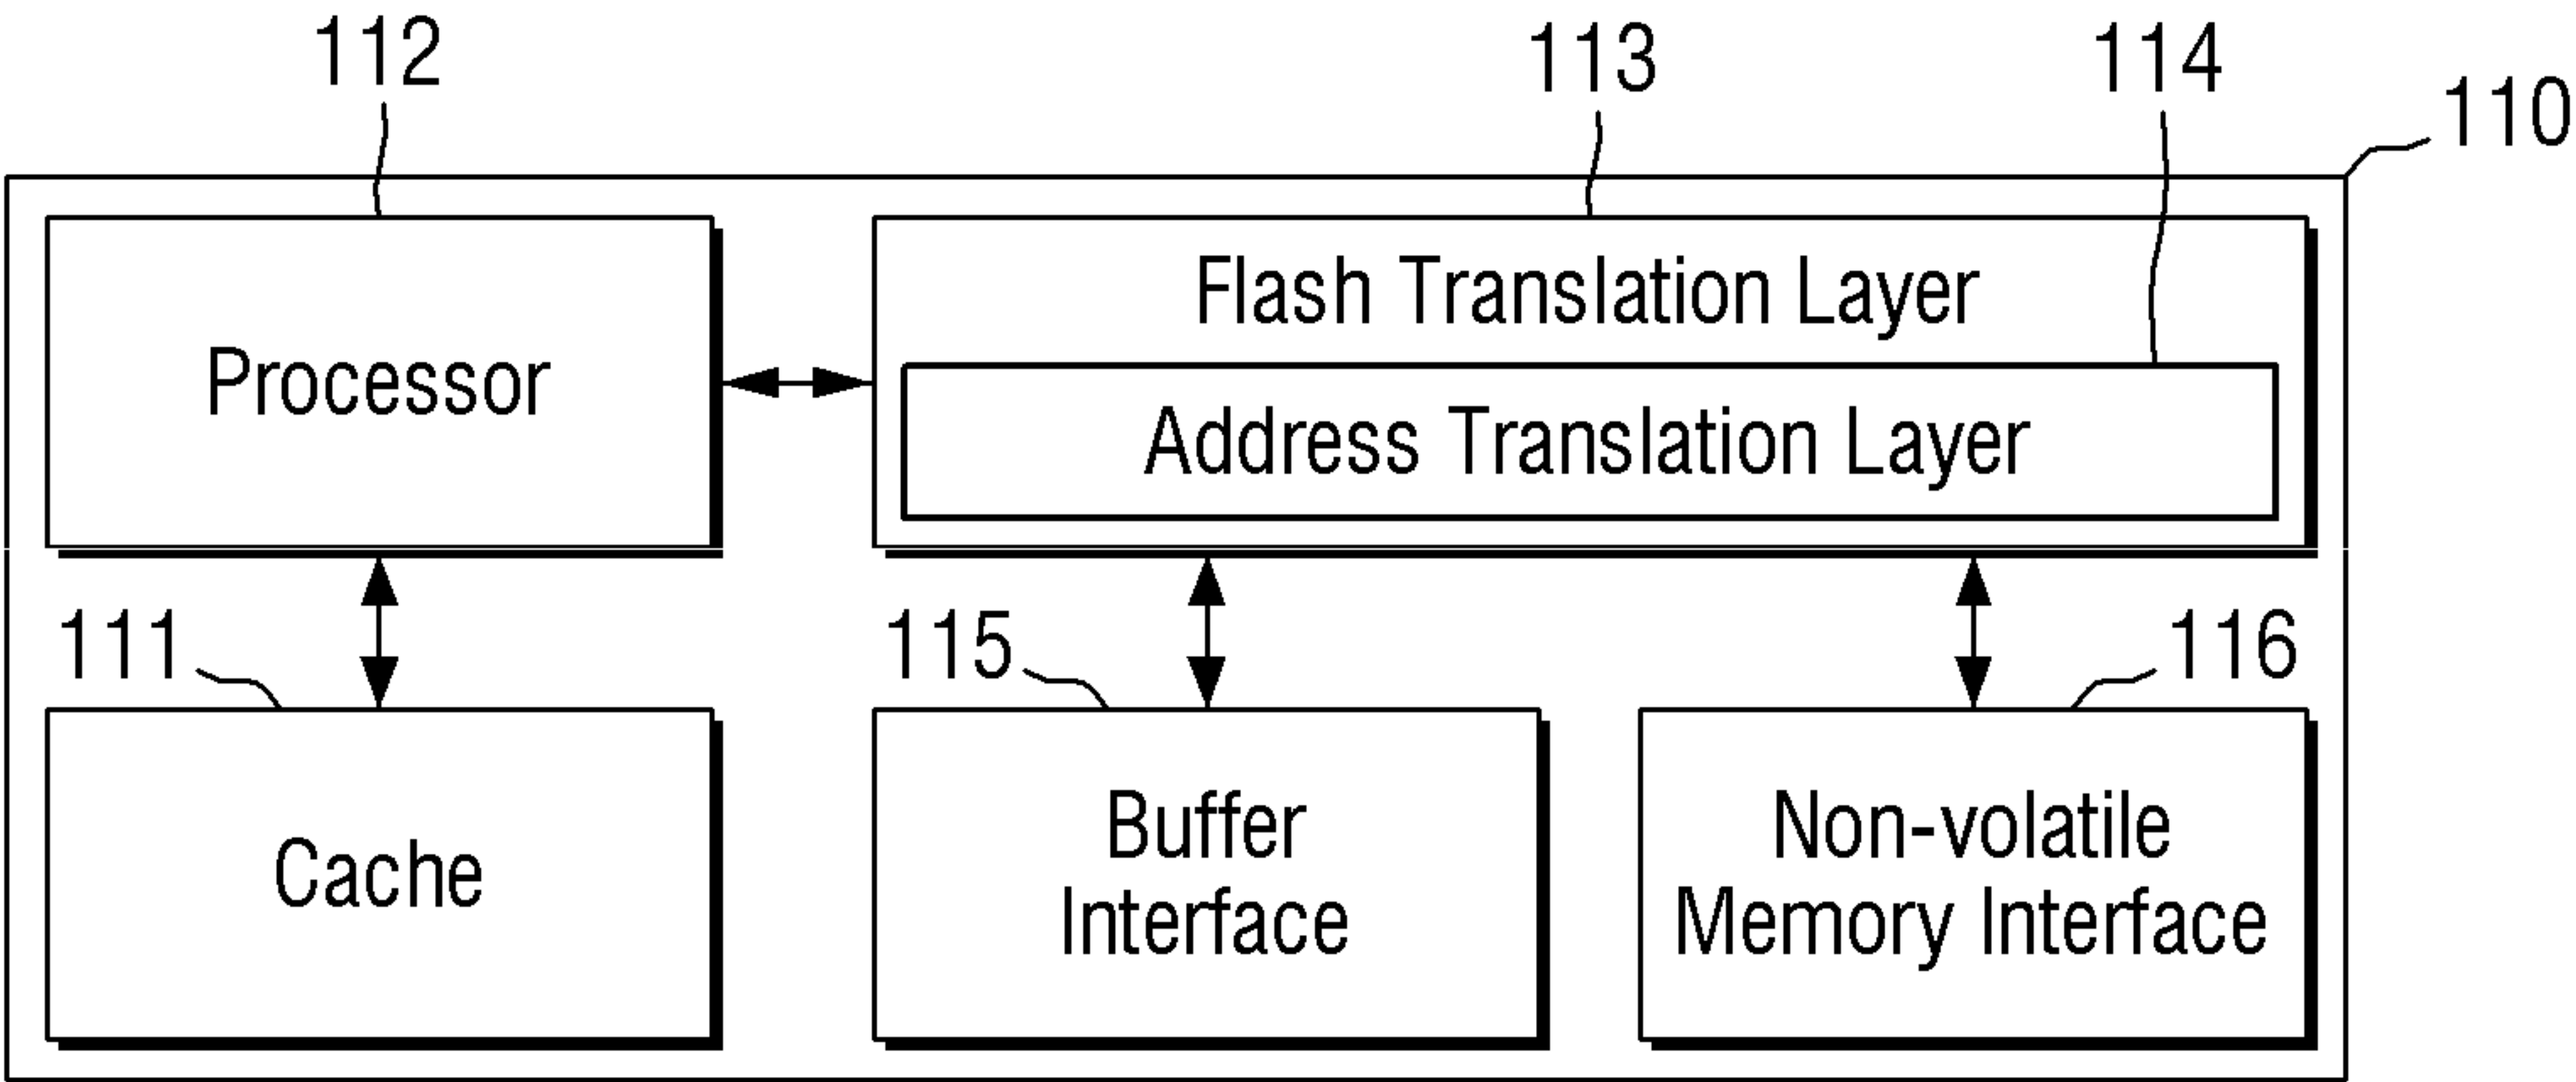 112
113
114
110
Flash Translation Layer
Processor
Address Translation Layer
111
115
116
Cache
Buffer
Interface
Non-volatile
Memory Interface